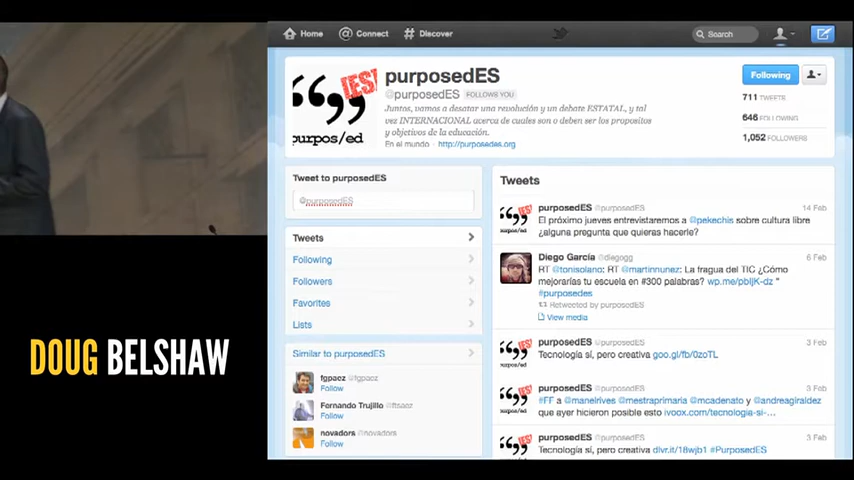 Home
Connect
Discover
Search
[ES]
purpos/ed
purposedES
@purposedES FOLLOWS YOU
Juntos, vamos a desatar una revolución y un debate ESTATAL, y tal
vez INTERNACIONAL acerca de cuales son o deben ser los propositos
y objetivos de la educación.
En el mundo · http://purposedes.org
Following
711 TWEETS
646 FOLLOWING
1,052 FOLLOWERS
Tweet to purposedES
@purposedES
Tweets
Following
Followers
Favorites
Lists
Similar to purposedES
fgpaez @fgpaez
Follow
Fernando Trujillo @ftsaez
Follow
novadors @novadors
Follow
Tweets
purposedES @purposedES 14 Feb
El próximo jueves entrevistaremos a @pekechis sobre cultura libre
¿alguna pregunta que quieras hacerle?
Diego García @diegogg 6 Feb
RT @tonisolano: RT @martinnunez: La fragua del TIC ¿Cómo
mejorarías tu escuela en #300 palabras? wp.me/pbIjK-dz "
#purposedes
Retweeted by purposedES
View media
purposedES @purposedES 3 Feb
Tecnología sí, pero creativa goo.gl/fb/0zoTL
purposedES @purposedES 3 Feb
#FF a @manelrives @mestraprimaria @mcadenato y @andreagiraldez
que ayer hicieron posible esto ivoox.com/tecnologia-si-...
purposedES @purposedES 3 Feb
Tecnología sí, pero creativa dlvr.it/18wjb1 #PurposedES
DOUG BELSHAW